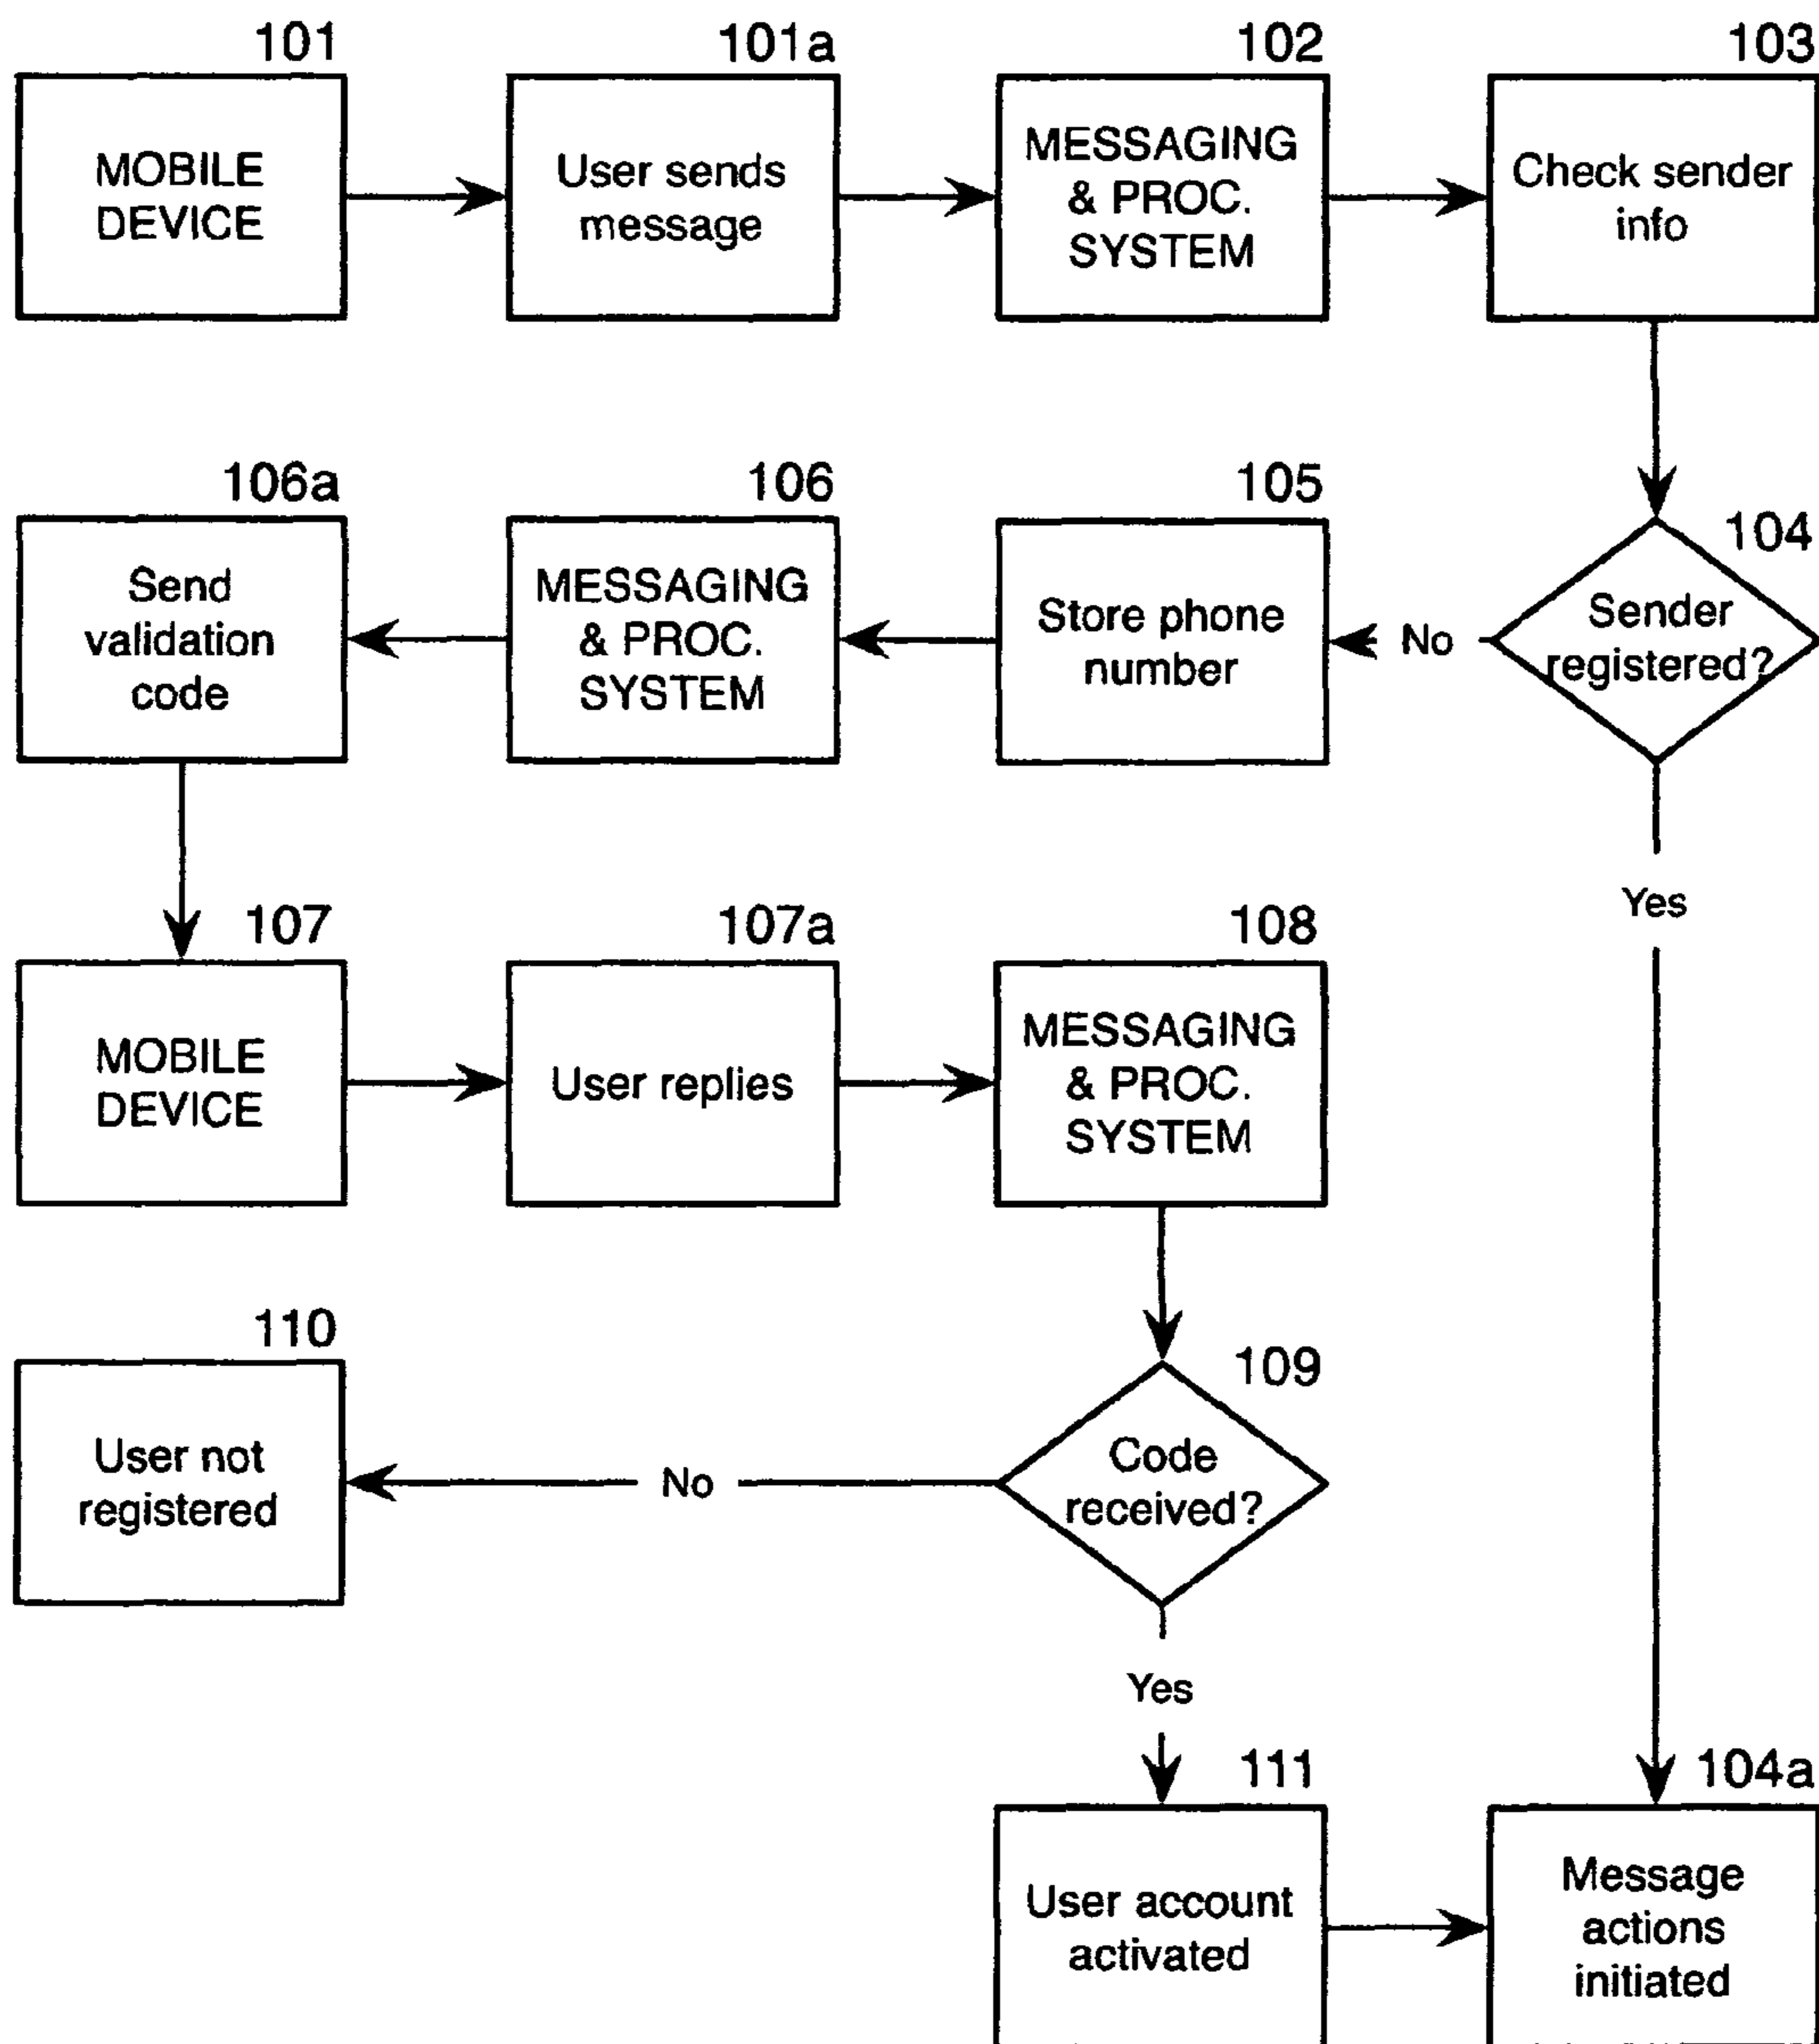 101
MOBILE
DEVICE
101a
User sends
message
102
MESSAGING
& PROC.
SYSTEM
103
Check sender
info
104
Sender
registered?
No
105
Store phone
number
106
MESSAGING
& PROC.
SYSTEM
106a
Send
validation
code
Yes
107
MOBILE
DEVICE
107a
User replies
108
MESSAGING
& PROC.
SYSTEM
109
Code
received?
No
110
User not
registered
Yes
111
User account
activated
104a
Message
actions
initiated